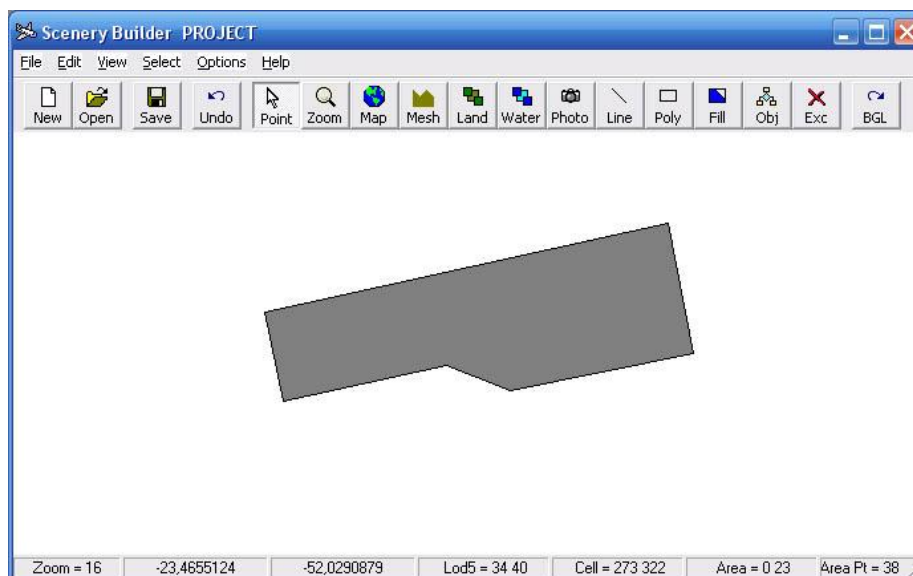 Scenery Builder PROJECT
File Edit View Select Options Help
New Open Save Undo Point Zoom Map Mesh Land Water Photo Line Poly Fill Obj Exc BGL
Zoom = 16 -23,4655124 -52,0290879 Lod5 = 34 40 Cell = 273 322 Area = 0 23 Area Pt = 38